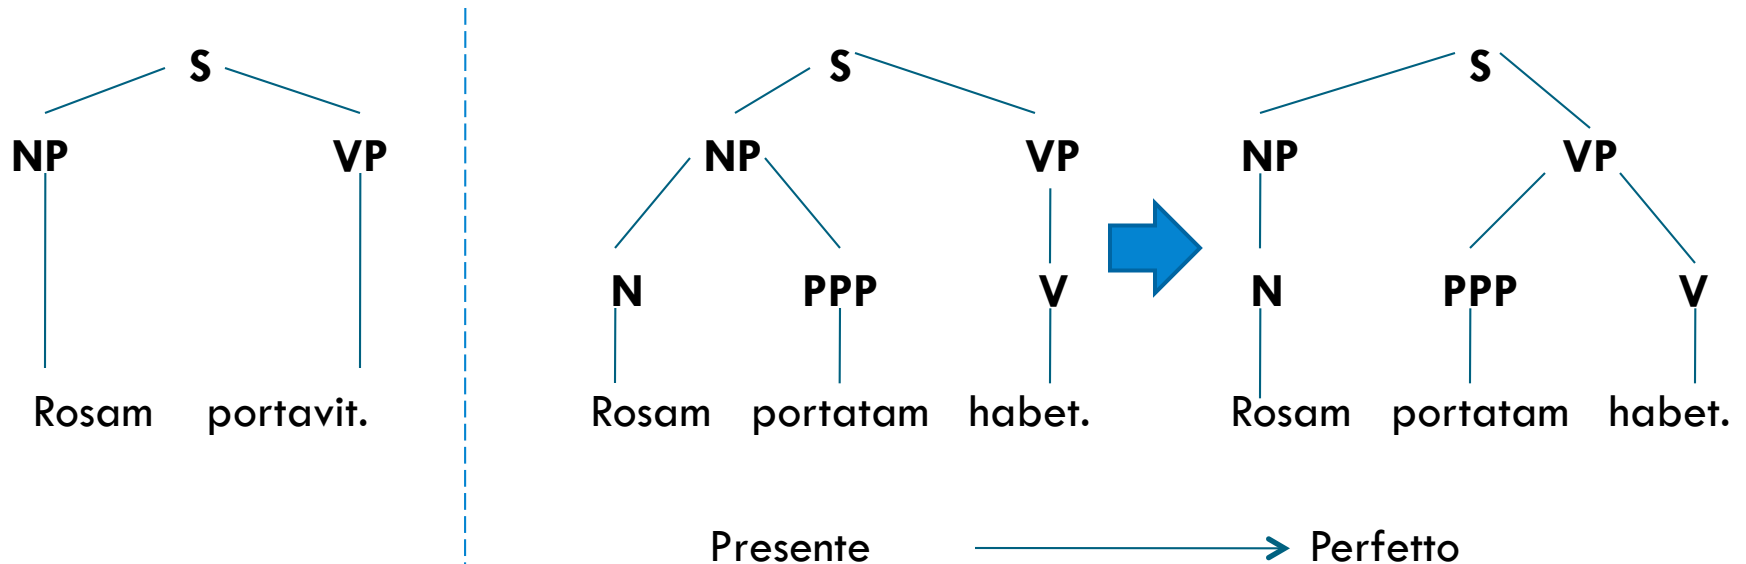 S S S
NP VP NP VP NP VP
N PPP V N PPP V
Rosam portavit. Rosam portatam habet. Rosam portatam habet.
Presente Perfetto